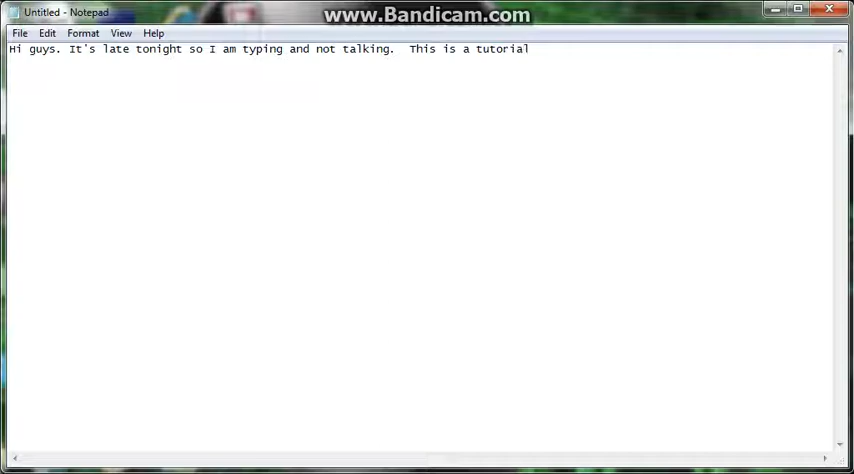 www.Bandicam.com
Untitled - Notepad
File Edit Format View Help
Hi guys. It's late tonight so I am typing and not talking.  This is a tutorial